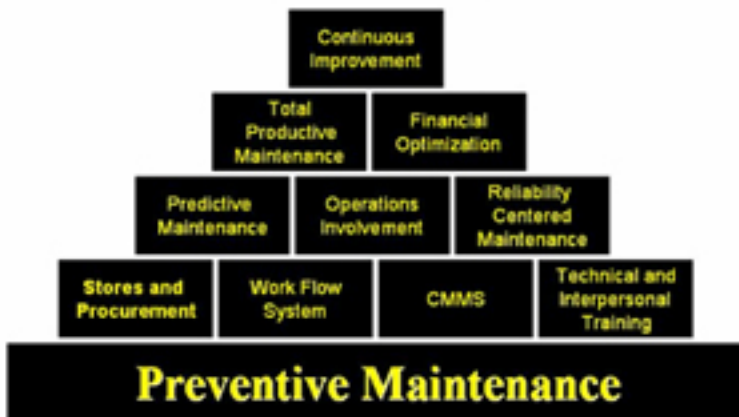 Continuous
Improvement
Total
Productive
Maintenance
Financial
Optimization
Predictive
Maintenance
Operations
Involvement
Reliability
Centered
Maintenance
Stores and
Procurement
Work Flow
System
CMMS
Technical and
Interpersonal
Training
Preventive Maintenance